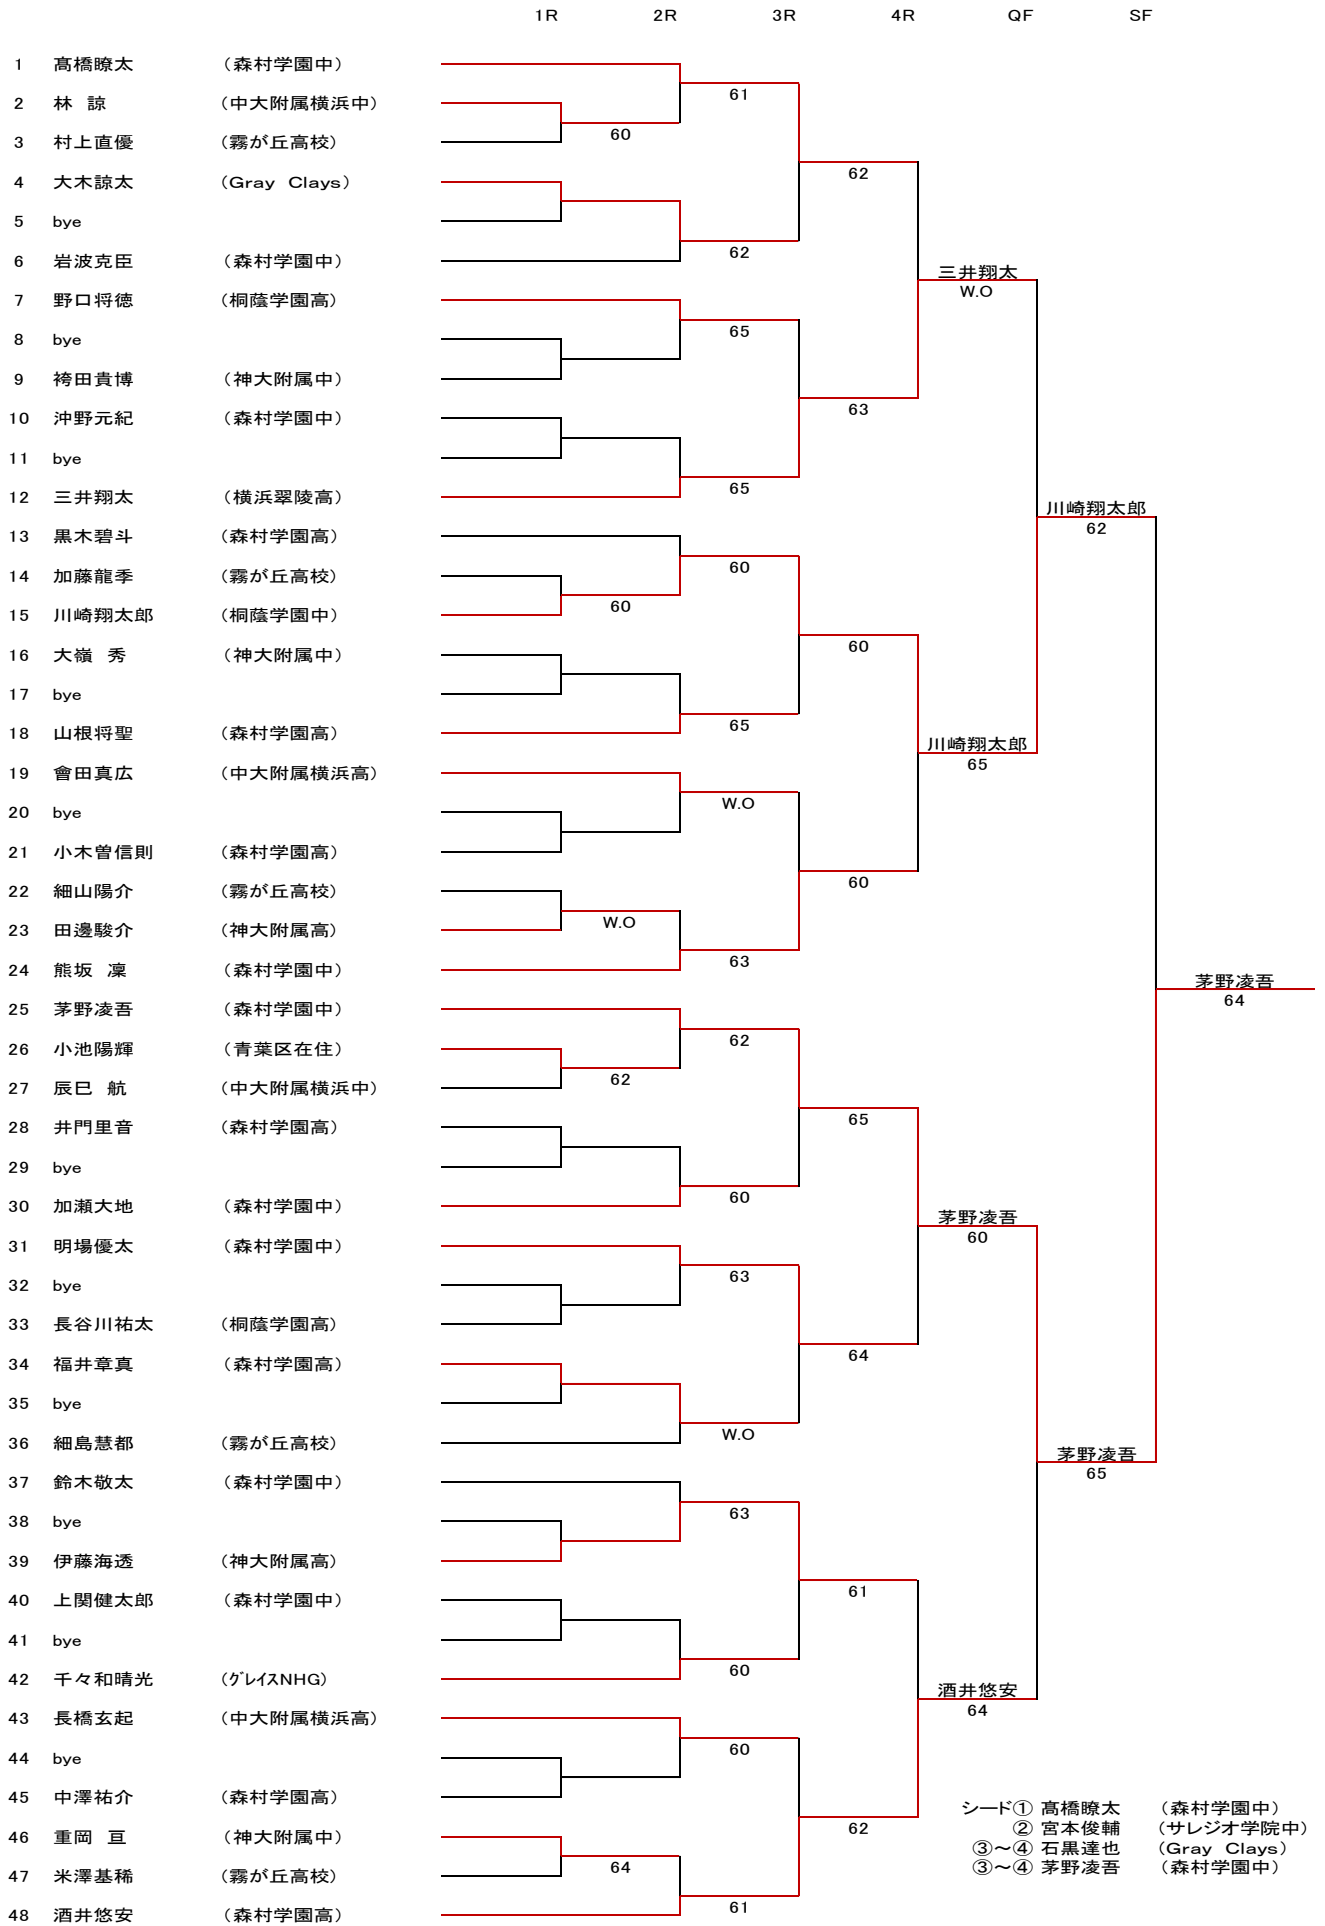 1R 2R 3R 4R QF SF
1 髙橋瞭太 （森村学園中）
61
2 林 諒 （中大附属横浜中）
60
3 村上直優 （霧が丘高校）
62
4 大木諒太 （Gray Clays）
5 bye
62
6 岩波克臣 （森村学園中）
三井翔太
W.O
7 野口将徳 （桐蔭学園高）
65
8 bye
9 袴田貴博 （神大附属中）
63
10 沖野元紀 （森村学園中）
11 bye
65
12 三井翔太 （横浜翠陵高）
川崎翔太郎
62
13 黒木碧斗 （森村学園高）
60
14 加藤龍季 （霧が丘高校）
60
15 川崎翔太郎 （桐蔭学園中）
60
16 大嶺 秀 （神大附属中）
17 bye
65
18 山根将聖 （森村学園高）
川崎翔太郎
65
19 會田真広 （中大附属横浜高）
W.O
20 bye
21 小木曽信則 （森村学園高）
60
22 細山陽介 （霧が丘高校）
W.O
23 田邊駿介 （神大附属高）
63
24 熊坂 凜 （森村学園中）
茅野凌吾
64
25 茅野凌吾 （森村学園中）
62
26 小池陽輝 （青葉区在住）
62
27 辰巳 航 （中大附属横浜中）
65
28 井門里音 （森村学園高）
29 bye
60
30 加瀬大地 （森村学園中）
茅野凌吾
60
31 明場優太 （森村学園中）
63
32 bye
33 長谷川祐太 （桐蔭学園高）
64
34 福井章真 （森村学園高）
35 bye
W.O
36 細島慧都 （霧が丘高校）
茅野凌吾
65
37 鈴木敬太 （森村学園中）
63
38 bye
39 伊藤海透 （神大附属高）
61
40 上関健太郎 （森村学園中）
41 bye
60
42 千々和晴光 （グレイスNHG）
酒井悠安
64
43 長橋玄起 （中大附属横浜高）
60
44 bye
45 中澤祐介 （森村学園高）
62
46 重岡 亘 （神大附属中）
64
47 米澤基稀 （霧が丘高校）
61
48 酒井悠安 （森村学園高）
シード① 髙橋瞭太 （森村学園中）
② 宮本俊輔 （サレジオ学院中）
③～④ 石黒達也 （Gray Clays）
③～④ 茅野凌吾 （森村学園中）